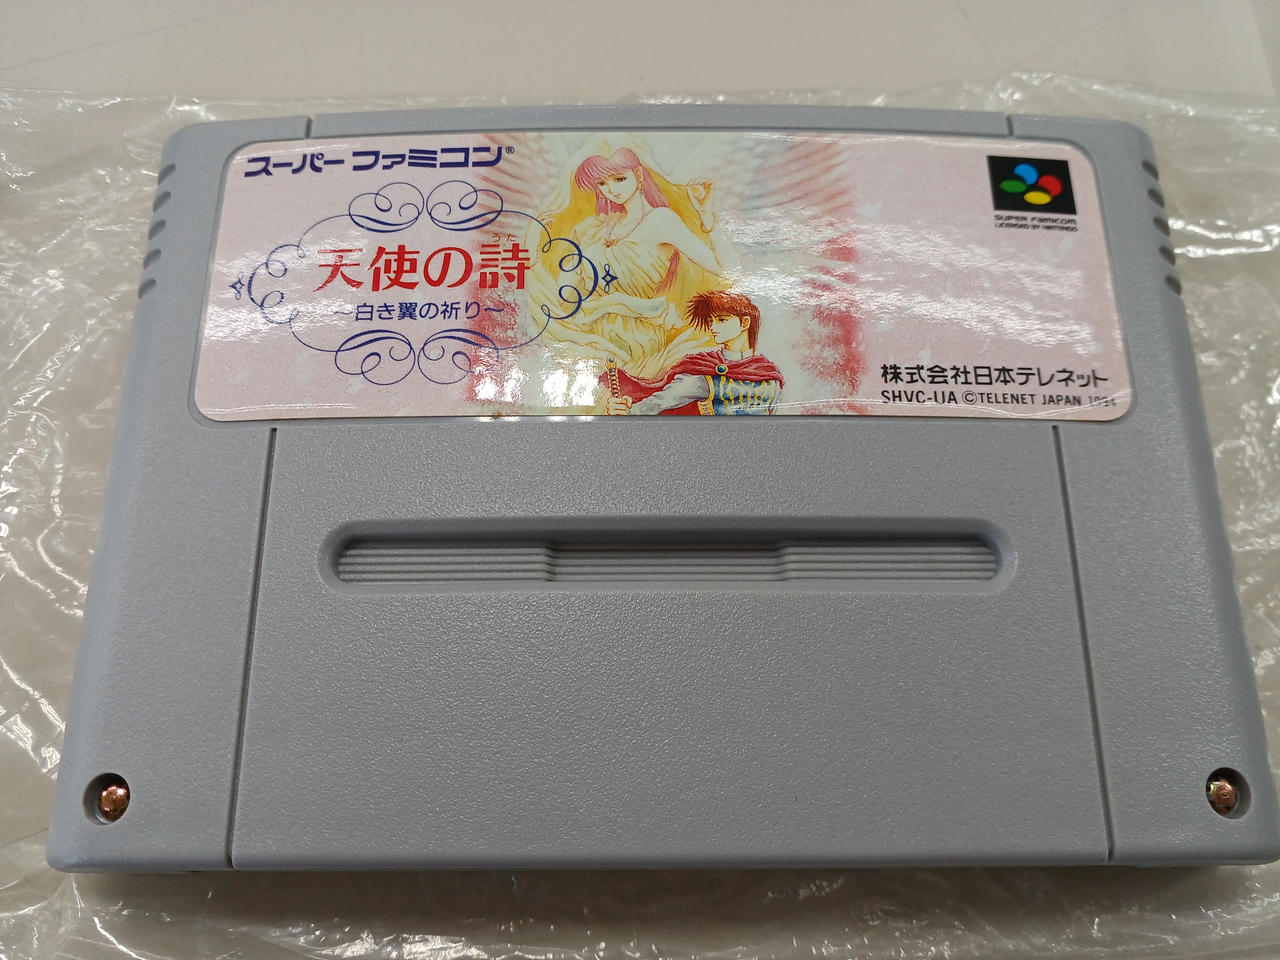 スーパーファミコン®
SUPER FAMICOM
LICENSED BY NINTENDO
うた
天使の詩
～白き翼の祈り～
株式会社日本テレネット
SHVC-UA ©TELENET JAPAN 1994